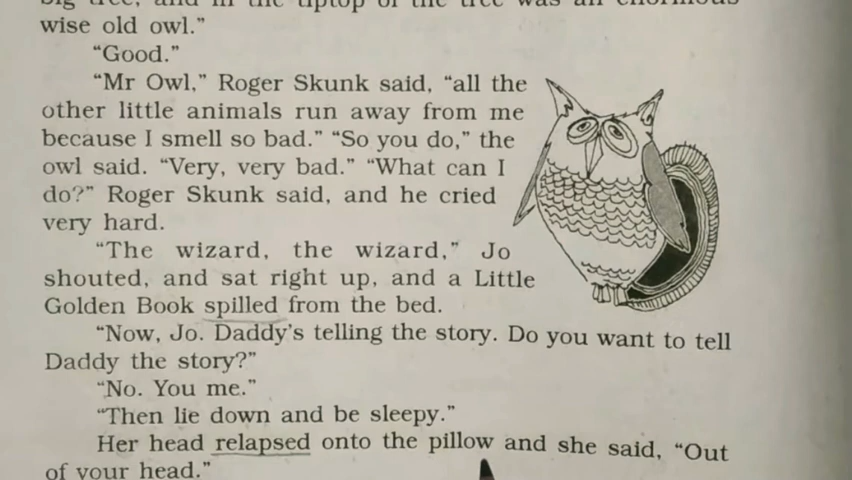 big tree, and in the tiptop of the tree was an enormous
wise old owl.”
“Good.”
“Mr Owl,” Roger Skunk said, “all the
other little animals run away from me
because I smell so bad.” “So you do,” the
owl said. “Very, very bad.” “What can I
do?” Roger Skunk said, and he cried
very hard.
“The wizard, the wizard,” Jo
shouted, and sat right up, and a Little
Golden Book spilled from the bed.
“Now, Jo. Daddy’s telling the story. Do you want to tell
Daddy the story?”
“No. You me.”
“Then lie down and be sleepy.”
Her head relapsed onto the pillow and she said, “Out
of your head.”